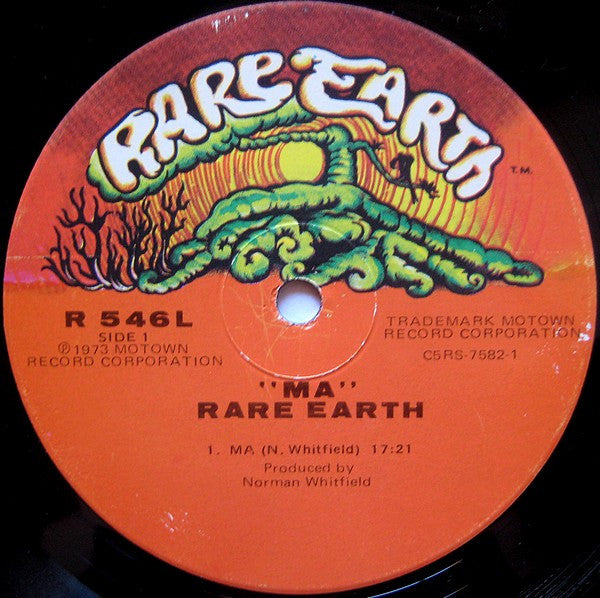 RARE EARTH
T.M.
R 546L
SIDE 1
℗1973 MOTOWN
RECORD CORPORATION
TRADEMARK MOTOWN
RECORD CORPORATION
C5RS-7582-1
"MA"
RARE EARTH
1. MA (N. Whitfield) 17:21
Produced by
Norman Whitfield